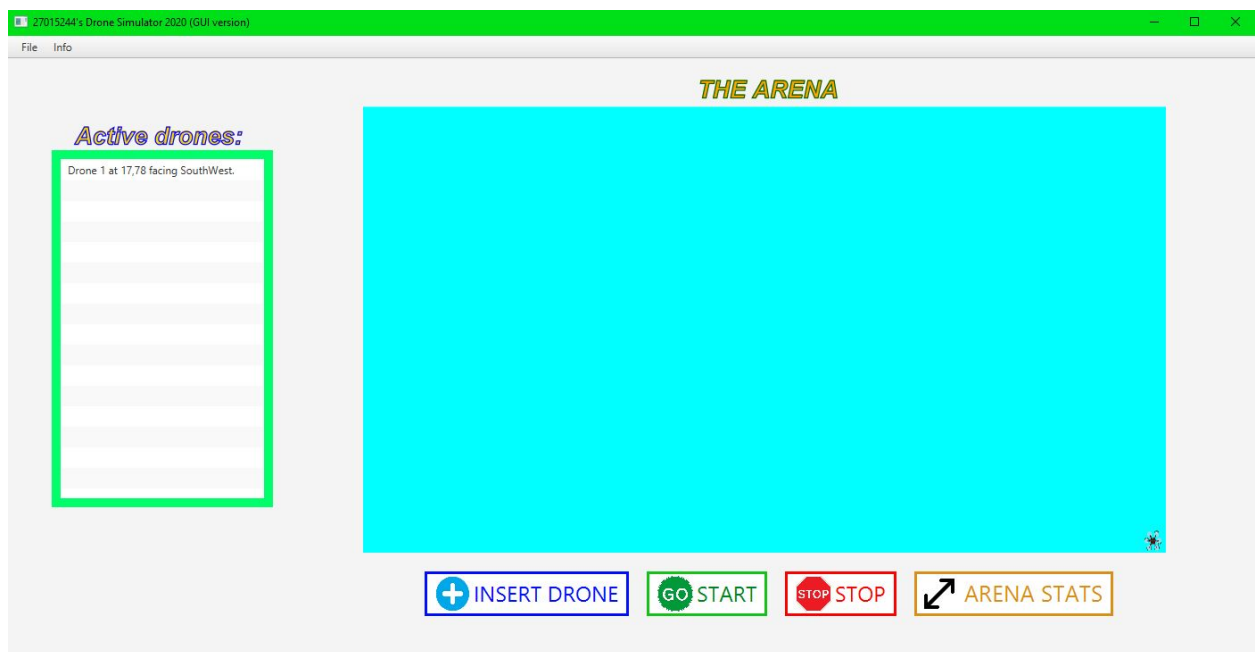 27015244's Drone Simulator 2020 (GUI version)
File Info
THE ARENA
Active drones:
Drone 1 at 17,78 facing SouthWest.
INSERT DRONE
GO START
STOP STOP
ARENA STATS